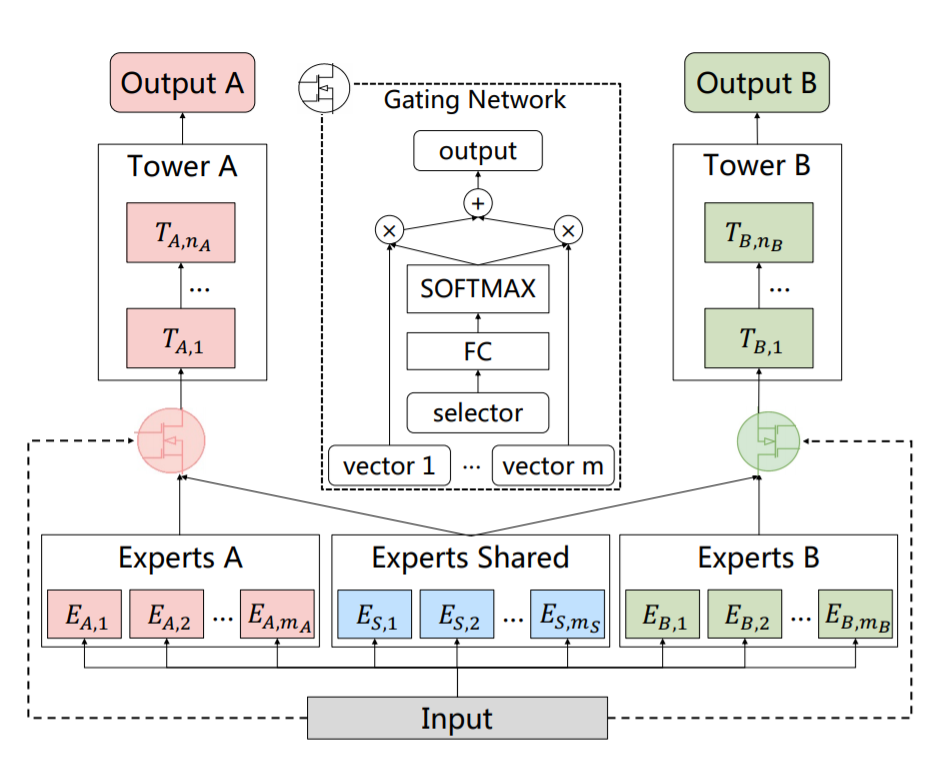 Output A
Gating Network
Output B
output
+
Tower A
Tower B
× ×
T_{A,n_A}
T_{B,n_B}
...
...
SOFTMAX
T_{A,1}
FC
T_{B,1}
selector
vector 1 ... vector m
Experts A
Experts Shared
Experts B
E_{A,1} E_{A,2} ... E_{A,m_A}
E_{S,1} E_{S,2} ... E_{S,m_S}
E_{B,1} E_{B,2} ... E_{B,m_B}
Input